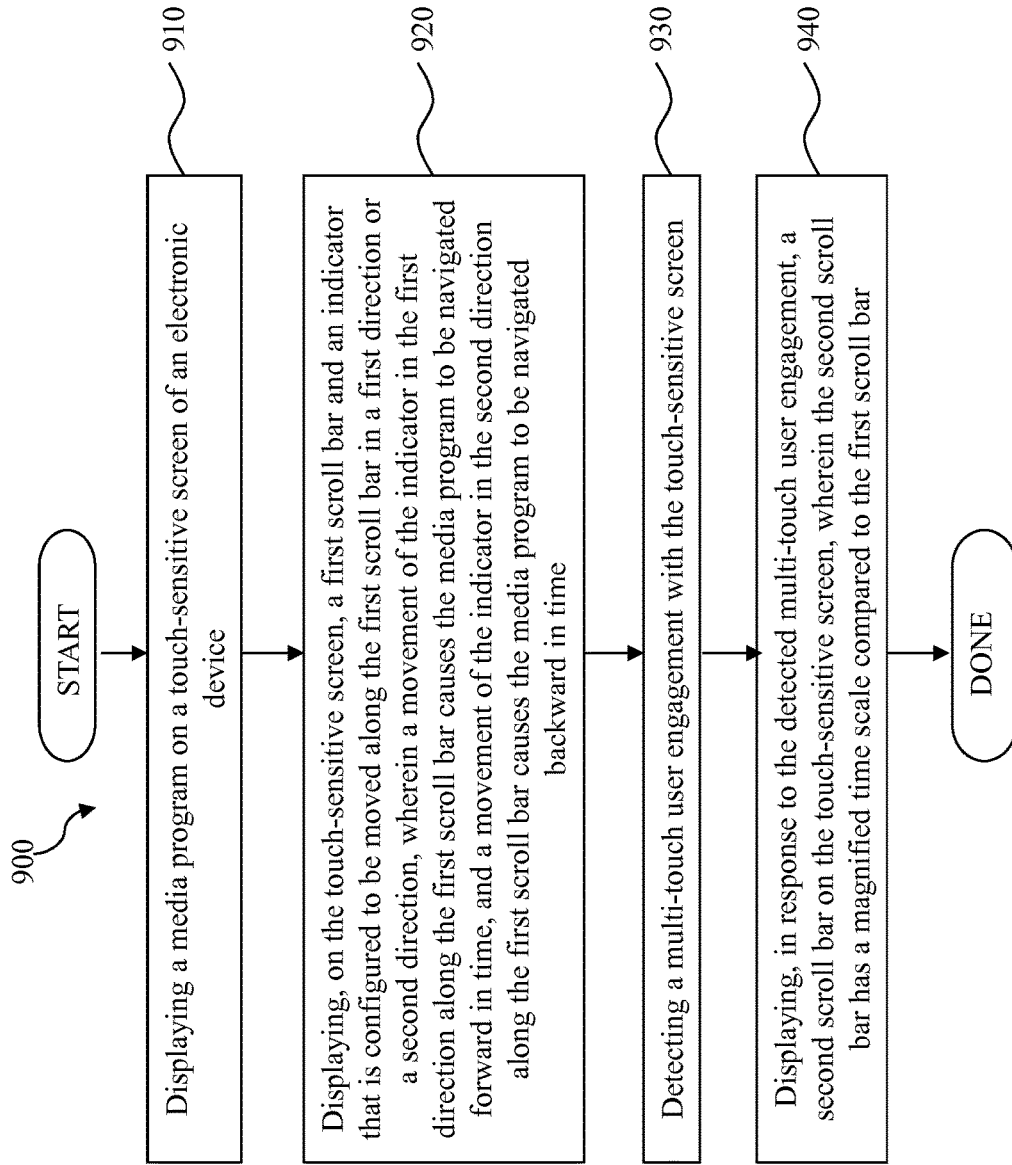 900
START
Displaying a media program on a touch-sensitive screen of an electronic
device
910
Displaying, on the touch-sensitive screen, a first scroll bar and an indicator
that is configured to be moved along the first scroll bar in a first direction or
a second direction, wherein a movement of the indicator in the first
direction along the first scroll bar causes the media program to be navigated
forward in time, and a movement of the indicator in the second direction
along the first scroll bar causes the media program to be navigated
backward in time
920
Detecting a multi-touch user engagement with the touch-sensitive screen
930
Displaying, in response to the detected multi-touch user engagement, a
second scroll bar on the touch-sensitive screen, wherein the second scroll
bar has a magnified time scale compared to the first scroll bar
940
DONE